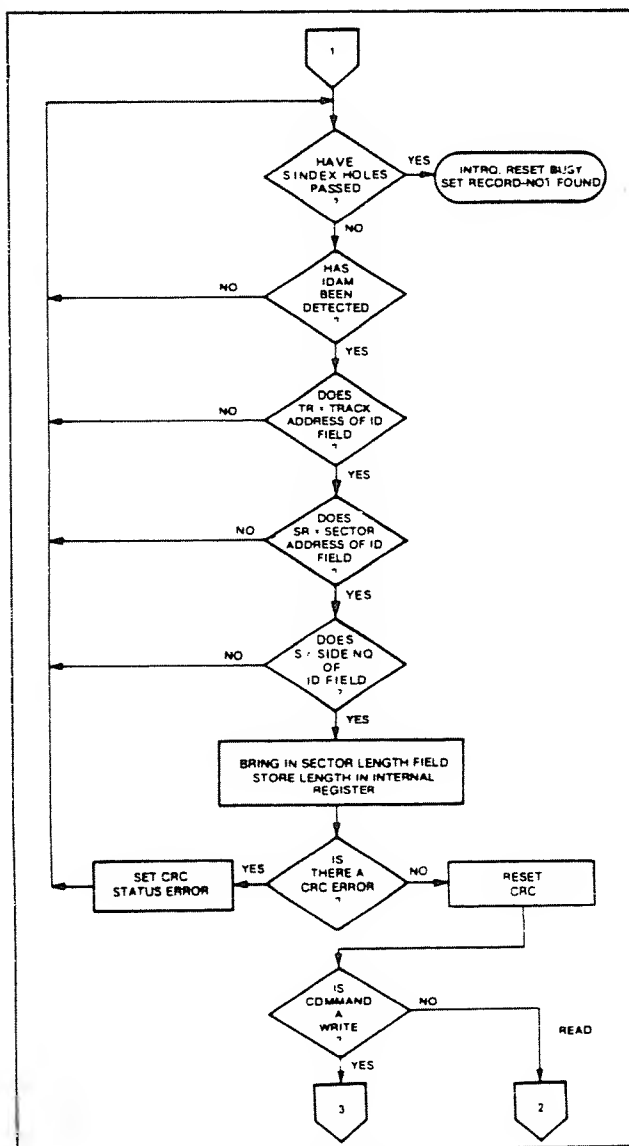 1
HAVE
5 INDEX HOLES
PASSED
?
YES
INTRQ. RESET BUSY
SET RECORD-NOT FOUND
NO
HAS
IDAM
BEEN
DETECTED
?
NO
YES
DOES
TR = TRACK
ADDRESS OF ID
FIELD
?
NO
YES
DOES
SR = SECTOR
ADDRESS OF ID
FIELD
?
NO
YES
DOES
S = SIDE NO
OF
ID FIELD
?
NO
YES
BRING IN SECTOR LENGTH FIELD
STORE LENGTH IN INTERNAL
REGISTER
SET CRC
STATUS ERROR
YES
IS
THERE A
CRC ERROR
?
NO
RESET
CRC
IS
COMMAND
A
WRITE
?
NO
READ
YES
3
2